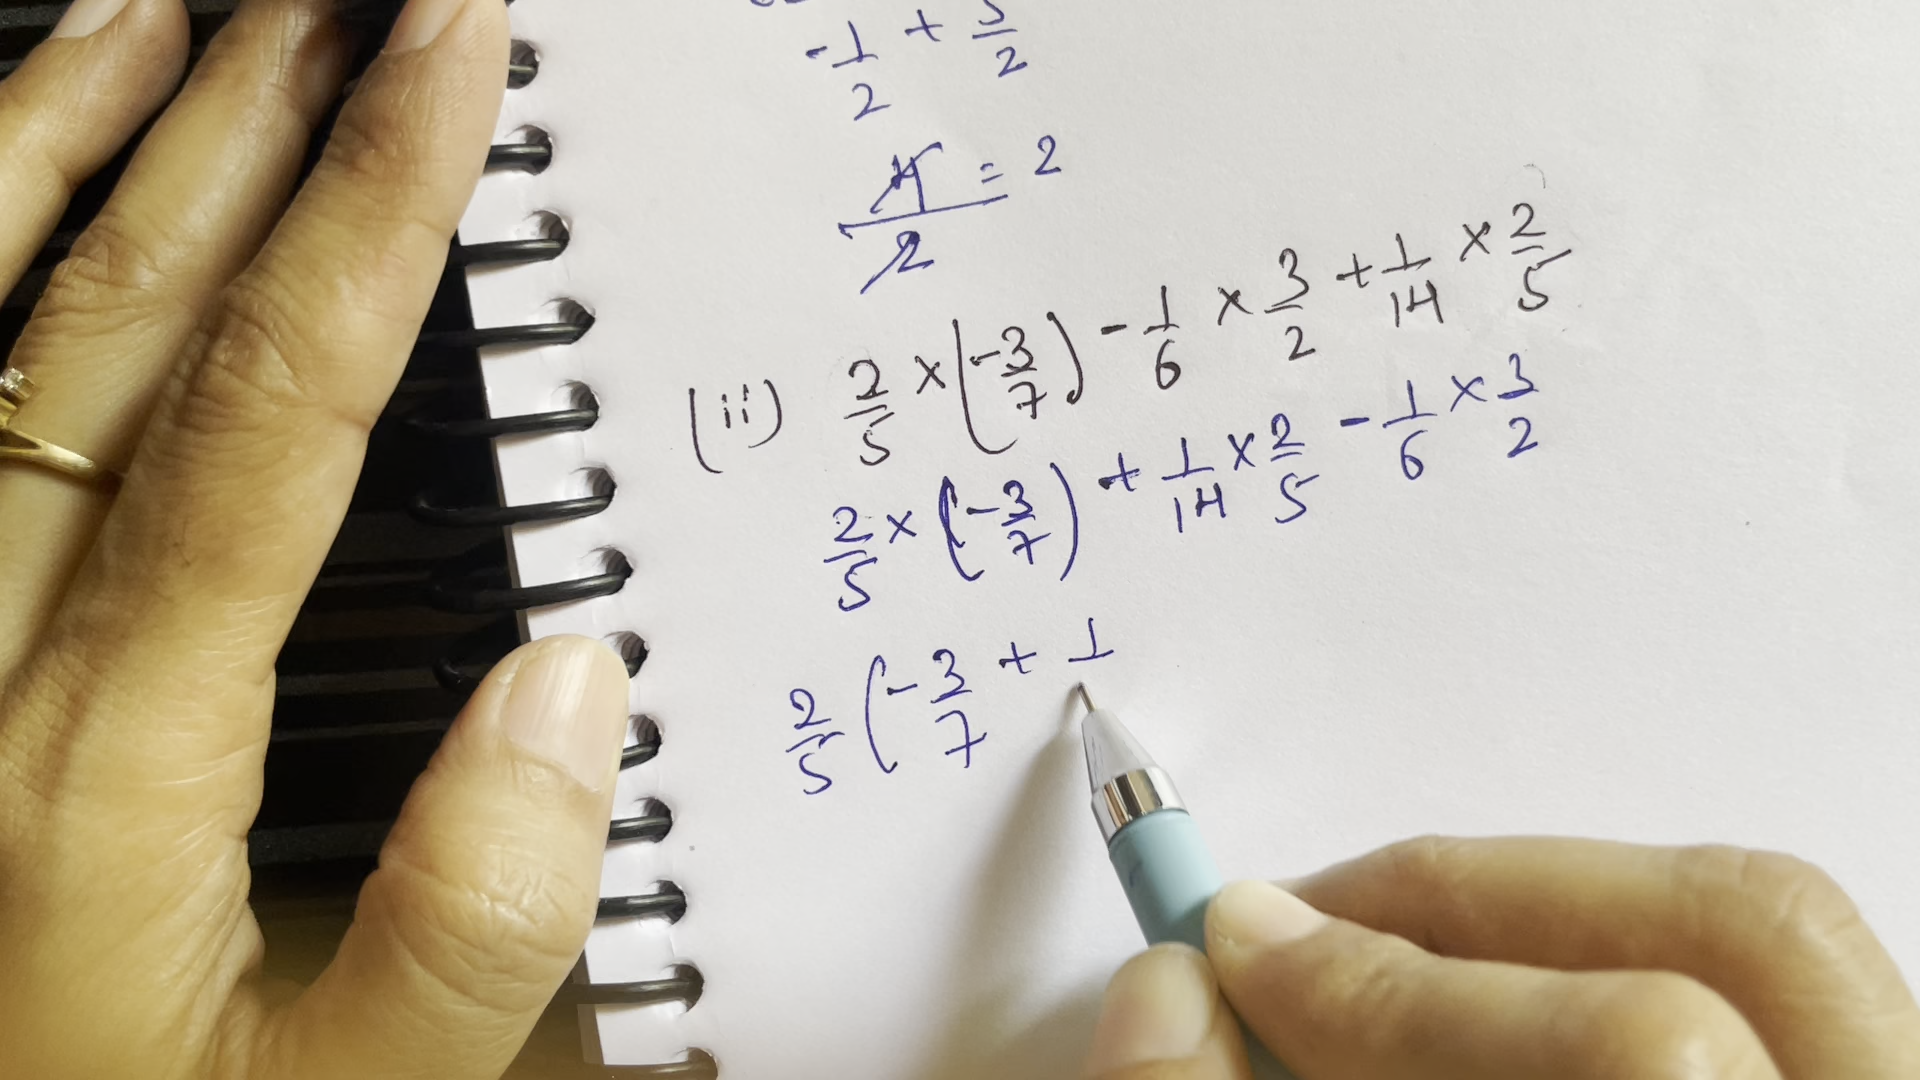 -1/2 + 5/2
4/2 = 2
(ii) 2/5 × (-3/7) - 1/6 × 3/2 + 1/14 × 2/5
2/5 × (-3/7) + 1/14 × 2/5 - 1/6 × 3/2
2/5 (-3/7 + 1